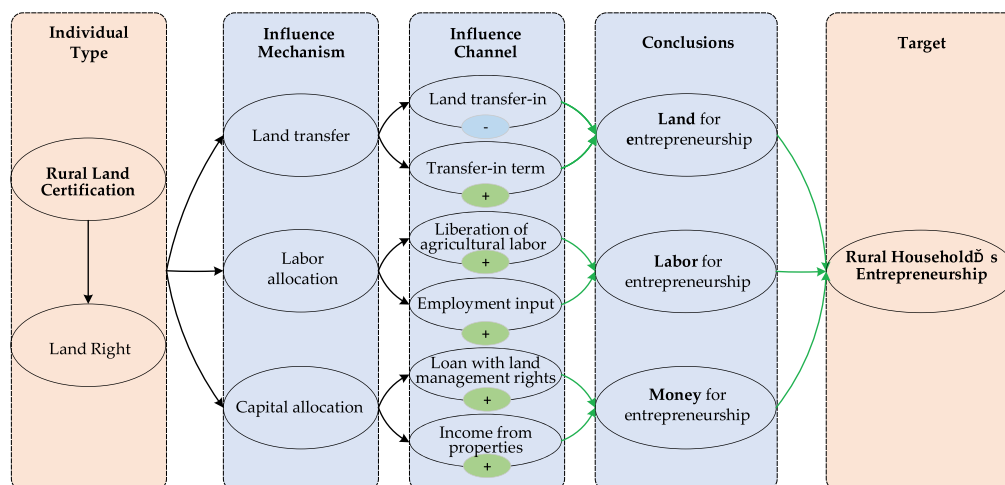 Individual
Type
Rural Land
Certification
Land Right
Influence
Mechanism
Land transfer
Labor
allocation
Capital allocation
Influence
Channel
Land transfer-in
-
Transfer-in term
+
Liberation of
agricultural labor
+
Employment input
+
Loan with land
management rights
+
Income from
properties
+
Conclusions
Land for
entrepreneurship
Labor for
entrepreneurship
Money for
entrepreneurship
Target
Rural HouseholdĎ s
Entrepreneurship